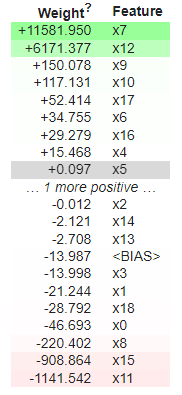 Weight? Feature
+11581.950 x7
+6171.377 x12
+150.078 x9
+117.131 x10
+52.414 x17
+34.755 x6
+29.279 x16
+15.468 x4
+0.097 x5
… 1 more positive …
-0.012 x2
-2.121 x14
-2.708 x13
-13.987 <BIAS>
-13.998 x3
-21.244 x1
-28.792 x18
-46.693 x0
-220.402 x8
-908.864 x15
-1141.542 x11